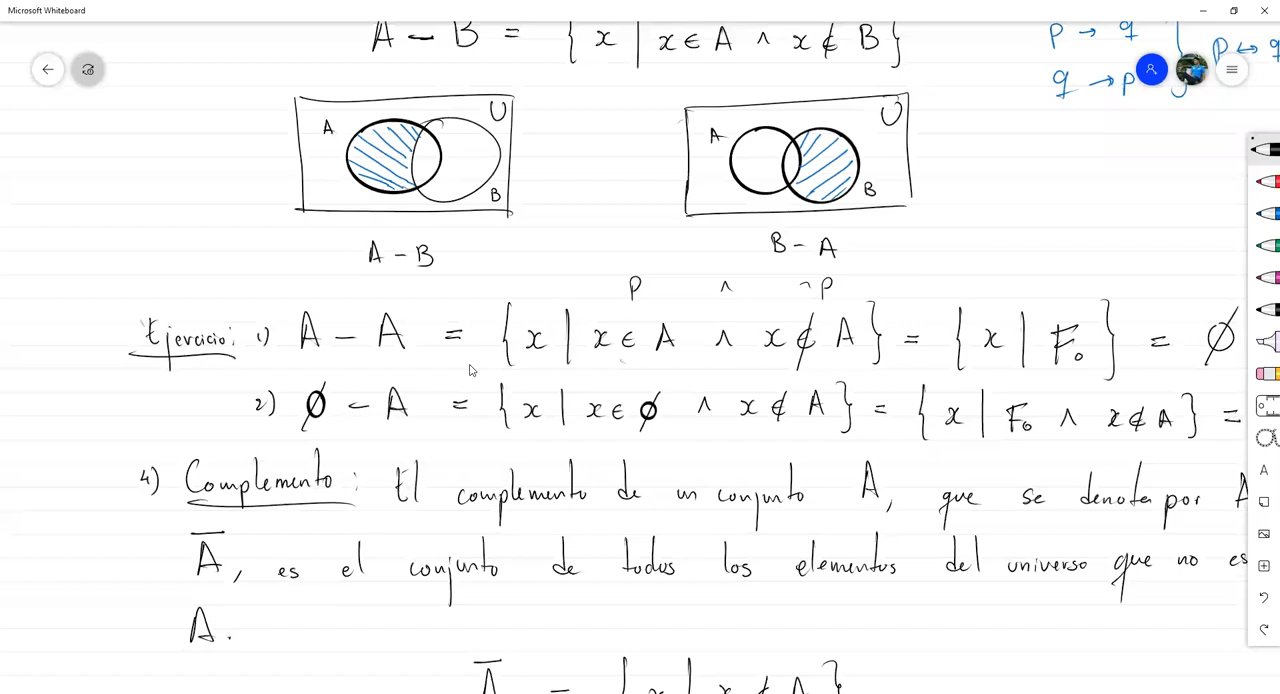 Microsoft Whiteboard
A - B = { x | x ∈ A ∧ x ∉ B }
p → q
q → p } p ↔ q
A U B
A U B
A - B
B - A
p ∧ ¬p
Ejercicio: 1) A - A = { x | x ∈ A ∧ x ∉ A } = { x | F₀ } = ∅
2) ∅ - A = { x | x ∈ ∅ ∧ x ∉ A } = { x | F₀ ∧ x ∉ A } =
4) Complemento: El complemento de un conjunto A, que se denota por A
Ā, es el conjunto de todos los elementos del universo que no es
A.
Ā = { x | x ∉ A }